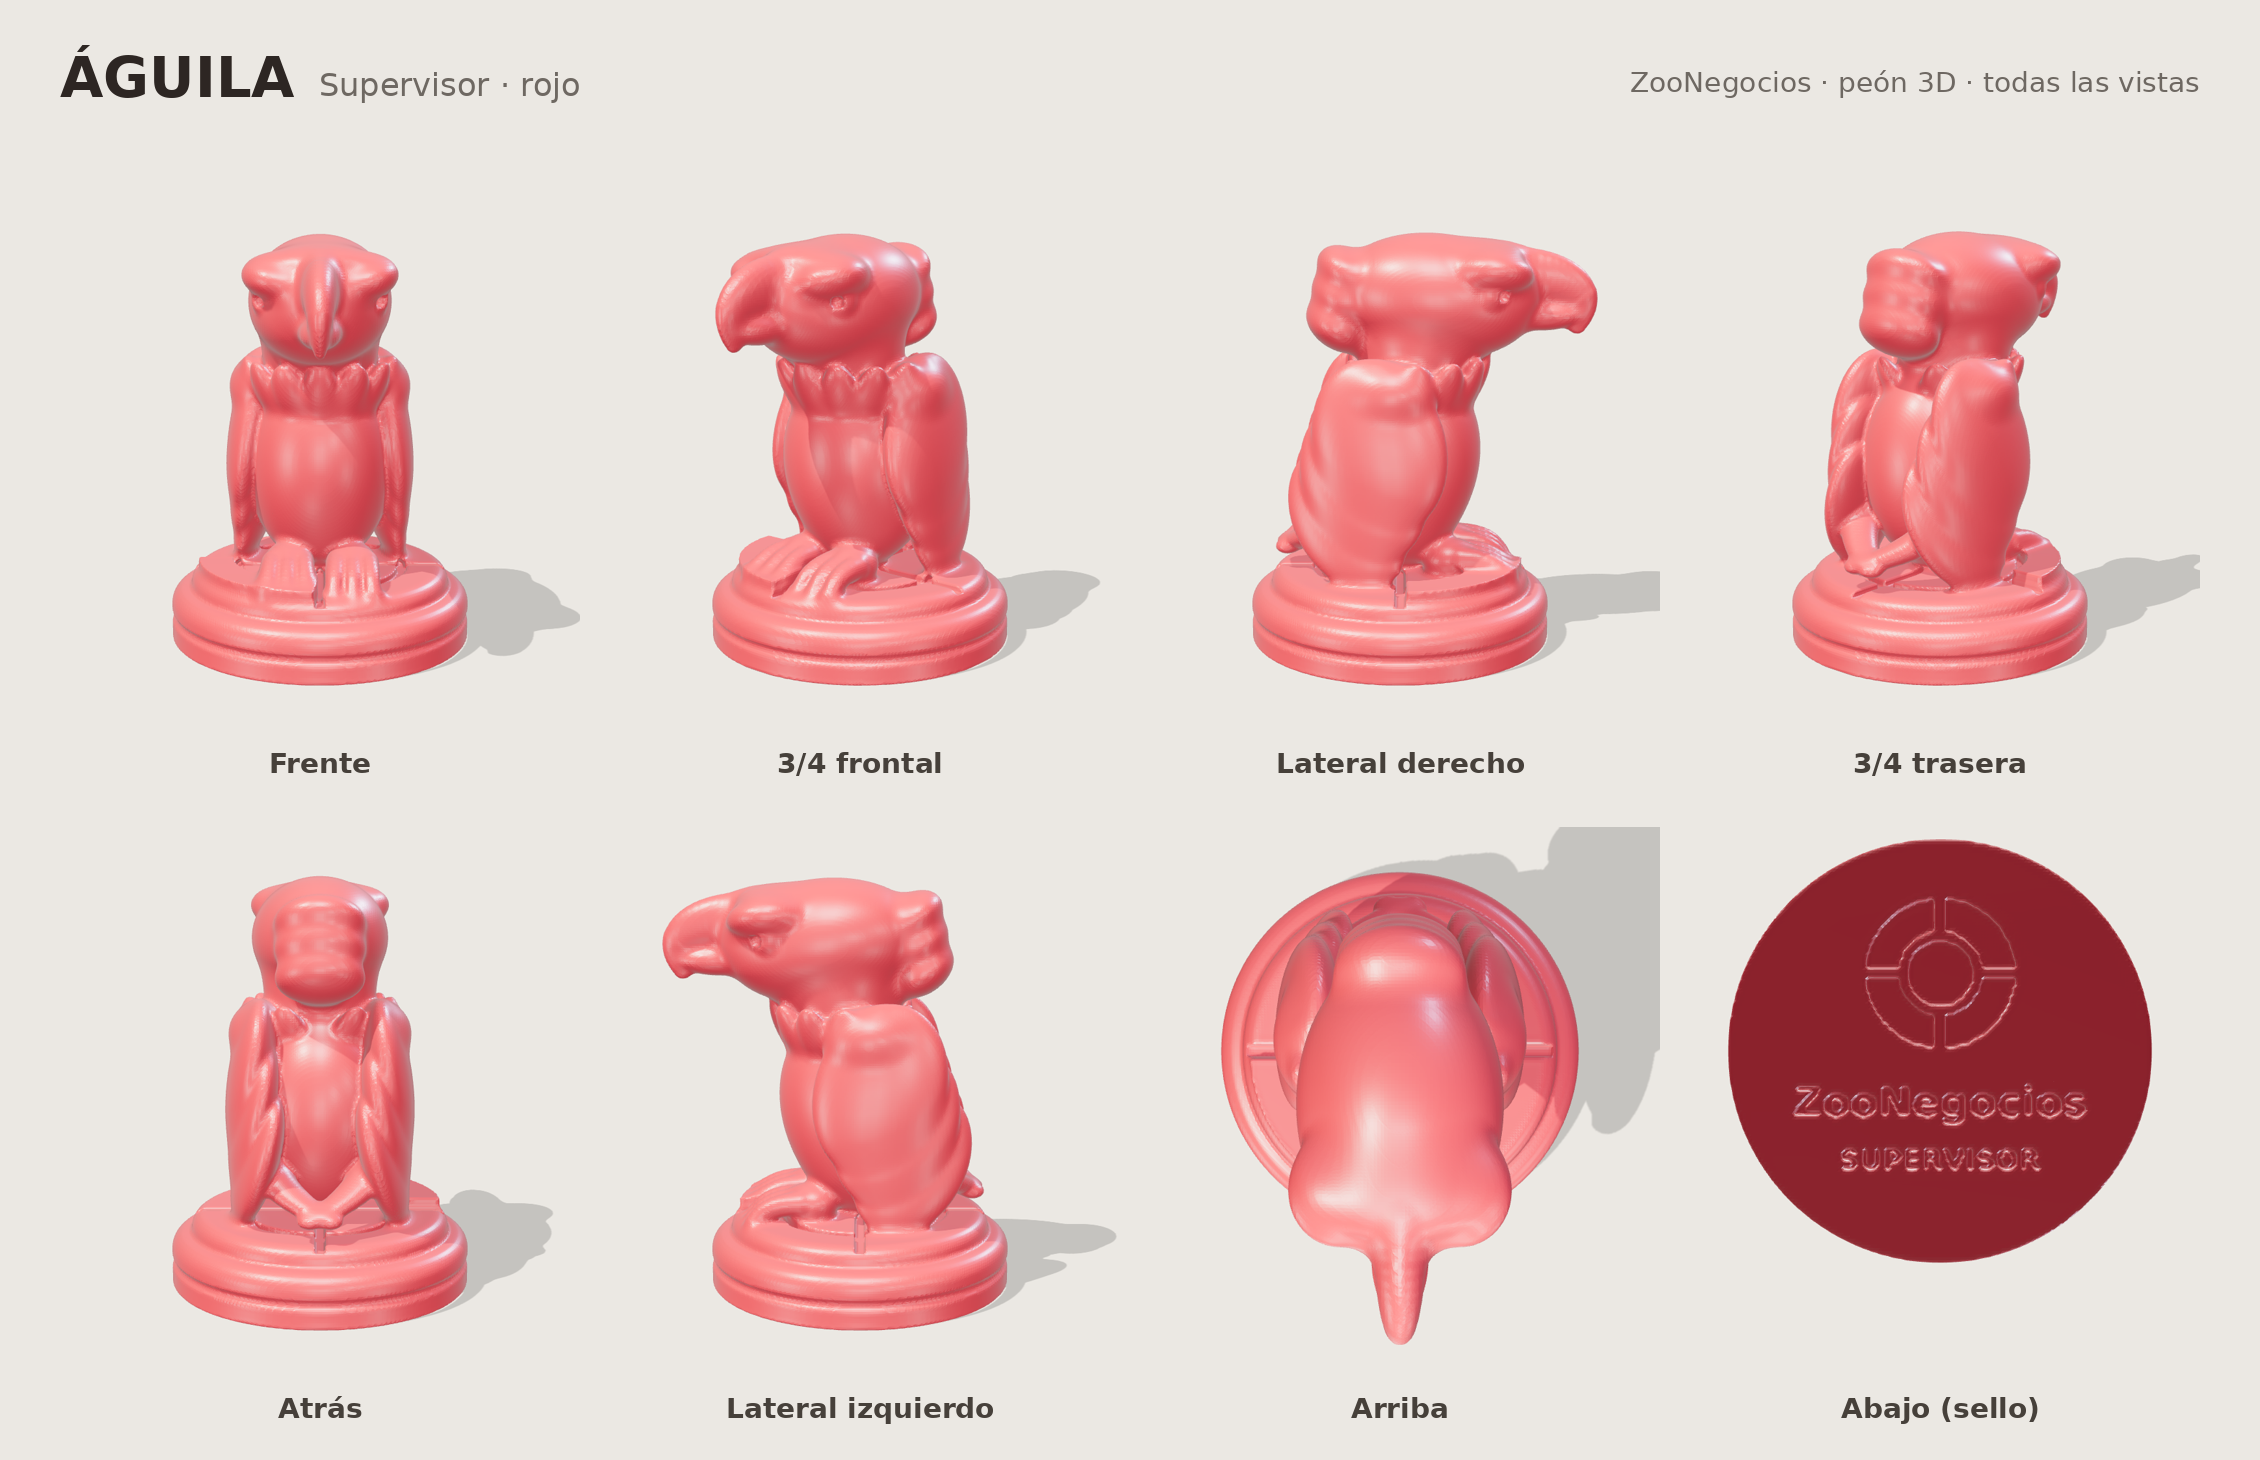 ÁGUILA Supervisor · rojo
ZooNegocios · peón 3D · todas las vistas
Frente
3/4 frontal
Lateral derecho
3/4 trasera
ZooNegocios
SUPERVISOR
Atrás
Lateral izquierdo
Arriba
Abajo (sello)